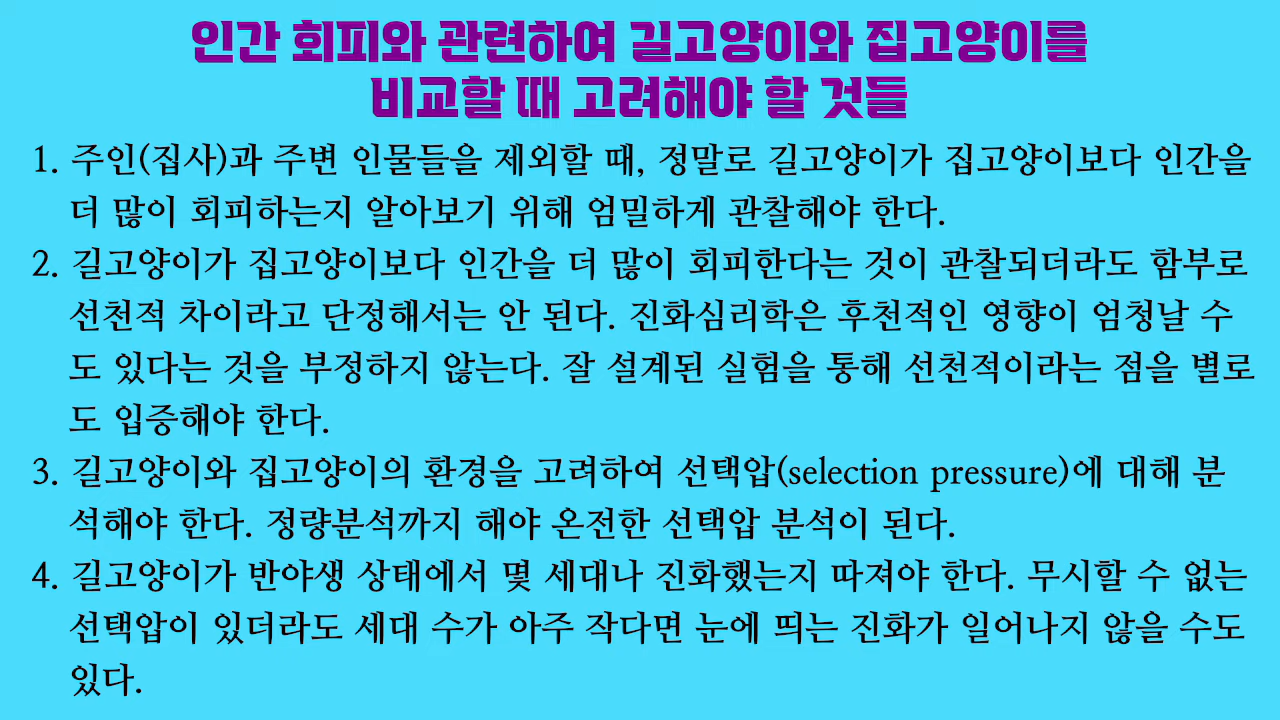 인간 회피와 관련하여 길고양이와 집고양이를
비교할 때 고려해야 할 것들
1. 주인(집사)과 주변 인물들을 제외할 때, 정말로 길고양이가 집고양이보다 인간을
더 많이 회피하는지 알아보기 위해 엄밀하게 관찰해야 한다.
2. 길고양이가 집고양이보다 인간을 더 많이 회피한다는 것이 관찰되더라도 함부로
선천적 차이라고 단정해서는 안 된다. 진화심리학은 후천적인 영향이 엄청날 수
도 있다는 것을 부정하지 않는다. 잘 설계된 실험을 통해 선천적이라는 점을 별로
도 입증해야 한다.
3. 길고양이와 집고양이의 환경을 고려하여 선택압(selection pressure)에 대해 분
석해야 한다. 정량분석까지 해야 온전한 선택압 분석이 된다.
4. 길고양이가 반야생 상태에서 몇 세대나 진화했는지 따져야 한다. 무시할 수 없는
선택압이 있더라도 세대 수가 아주 작다면 눈에 띄는 진화가 일어나지 않을 수도
있다.